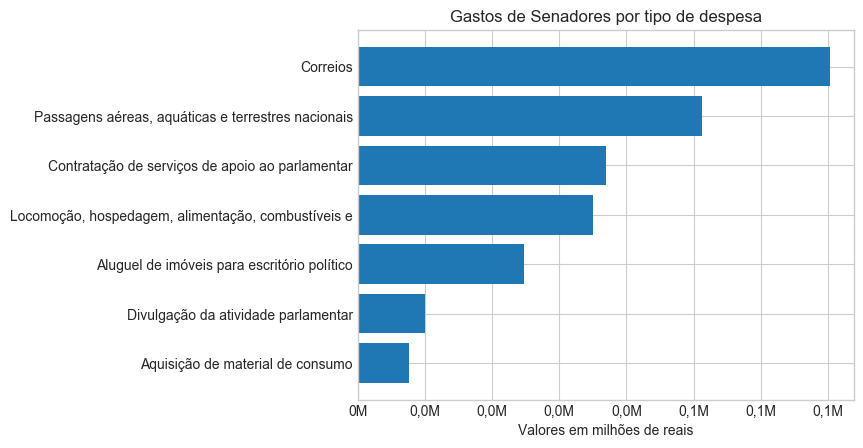 Gastos de Senadores por tipo de despesa
Correios
Passagens aéreas, aquáticas e terrestres nacionais
Contratação de serviços de apoio ao parlamentar
Locomoção, hospedagem, alimentação, combustíveis e
Aluguel de imóveis para escritório político
Divulgação da atividade parlamentar
Aquisição de material de consumo
0M 0,0M 0,0M 0,0M 0,0M 0,1M 0,1M 0,1M
Valores em milhões de reais